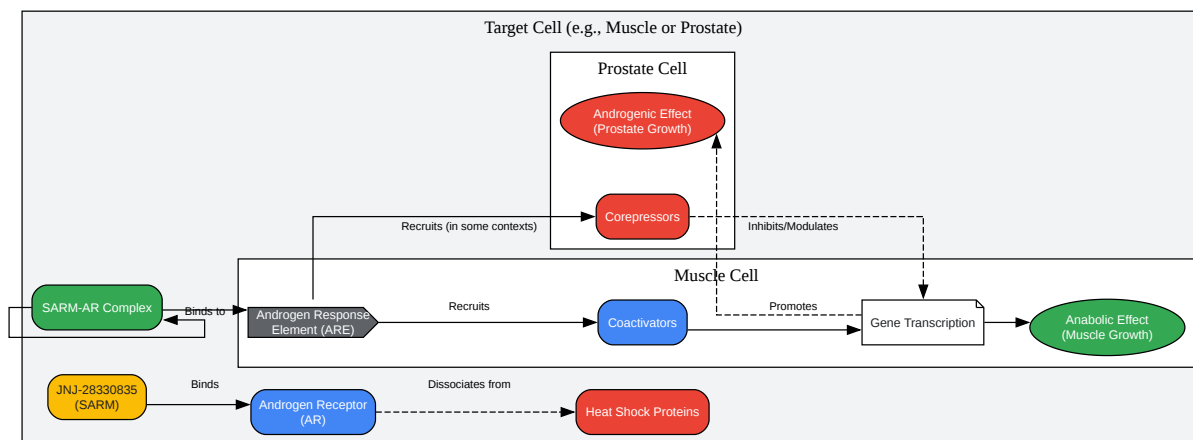 Target Cell (e.g., Muscle or Prostate)
Prostate Cell
Androgenic Effect
(Prostate Growth)
Recruits (in some contexts)
Corepressors
Inhibits/Modulates
Muscle Cell
SARM-AR Complex
Binds to
Androgen Response
Element (ARE)
Recruits
Coactivators
Promotes
Gene Transcription
Anabolic Effect
(Muscle Growth)
JNJ-28330835
(SARM)
Binds
Androgen Receptor
(AR)
Dissociates from
Heat Shock Proteins